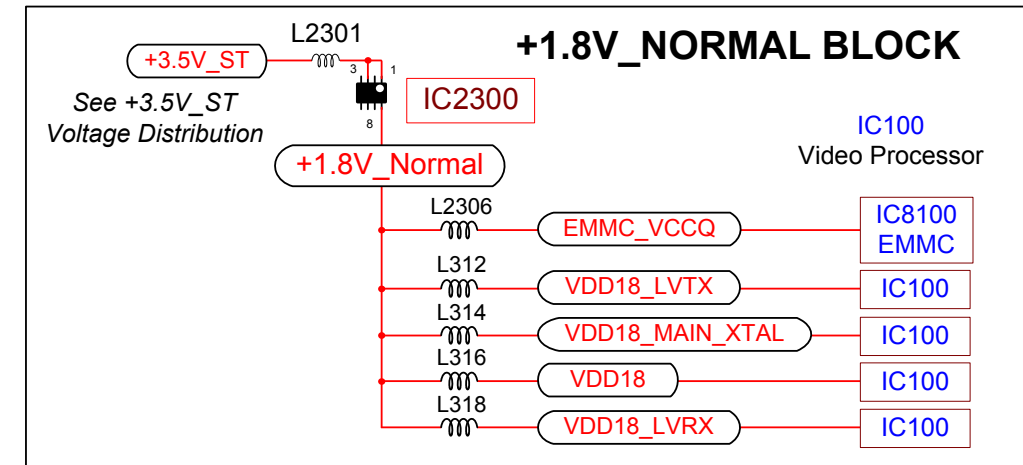 L2301
+1.8V_NORMAL BLOCK
+3.5V_ST
3
1
IC2300
8
See +3.5V_ST
Voltage Distribution
IC100
Video Processor
+1.8V_Normal
L2306
EMMC_VCCQ
IC8100
EMMC
L312
VDD18_LVTX
IC100
L314
VDD18_MAIN_XTAL
IC100
L316
VDD18
IC100
L318
VDD18_LVRX
IC100